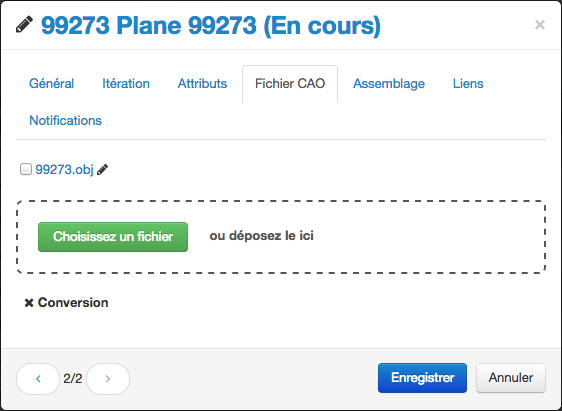 99273 Plane 99273 (En cours)
Général Itération Attributs Fichier CAO Assemblage Liens
Notifications
99273.obj
Choisissez un fichier ou déposez le ici
Conversion
2/2 Enregistrer Annuler